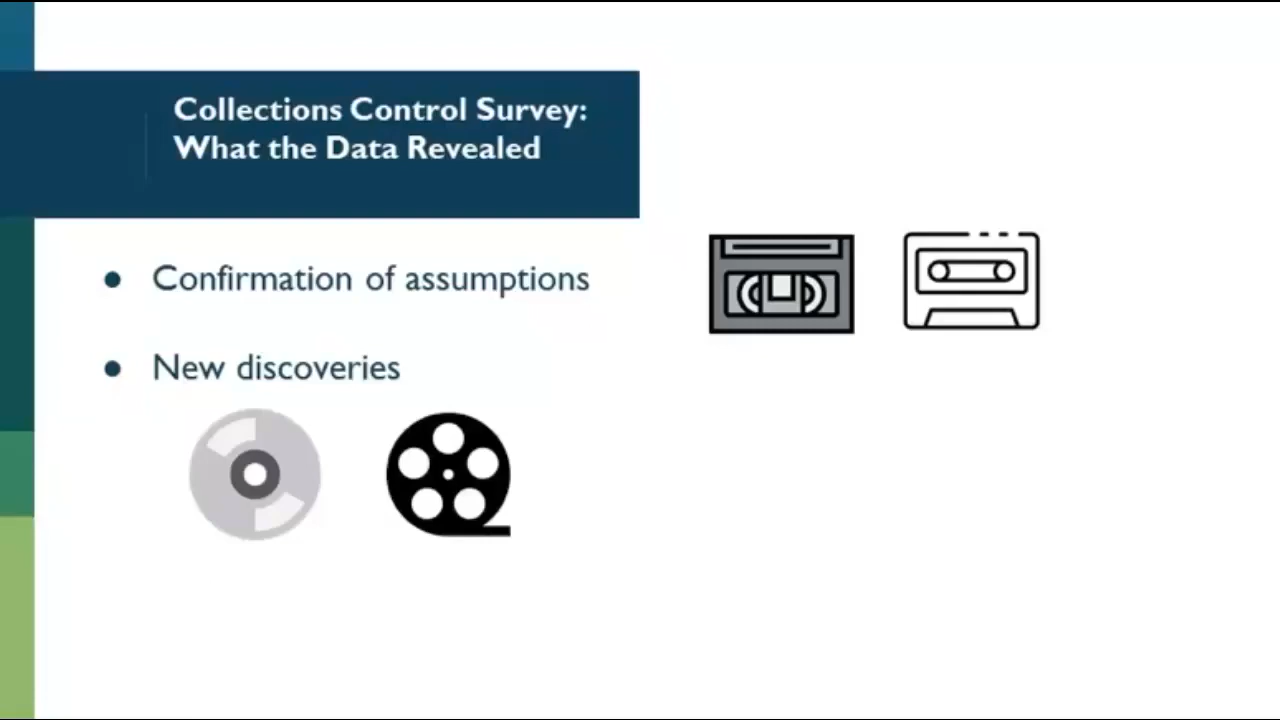 Collections Control Survey:
What the Data Revealed
● Confirmation of assumptions
● New discoveries